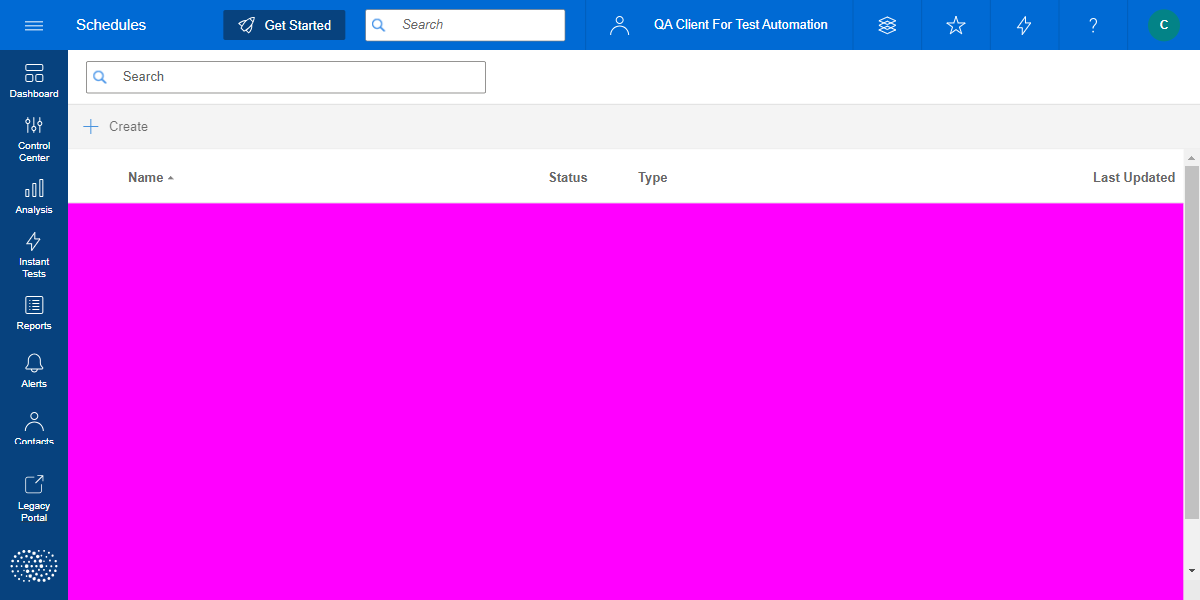 Schedules
Get Started
Search
QA Client For Test Automation
?
C
Dashboard
Control
Center
Analysis
Instant
Tests
Reports
Alerts
Contacts
Legacy
Portal
Search
Create
Name Status Type Last Updated